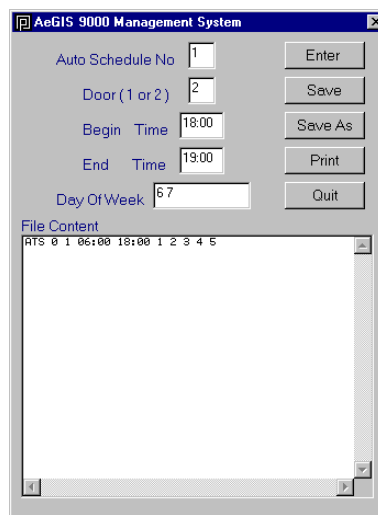 AeGIS 9000 Management System
Auto Schedule No 1 Enter
Door ( 1 or 2 ) 2 Save
Begin Time 18:00 Save As
End Time 19:00 Print
Day Of Week 6 7 Quit
File Content
ATS 0 1 06:00 18:00 1 2 3 4 5